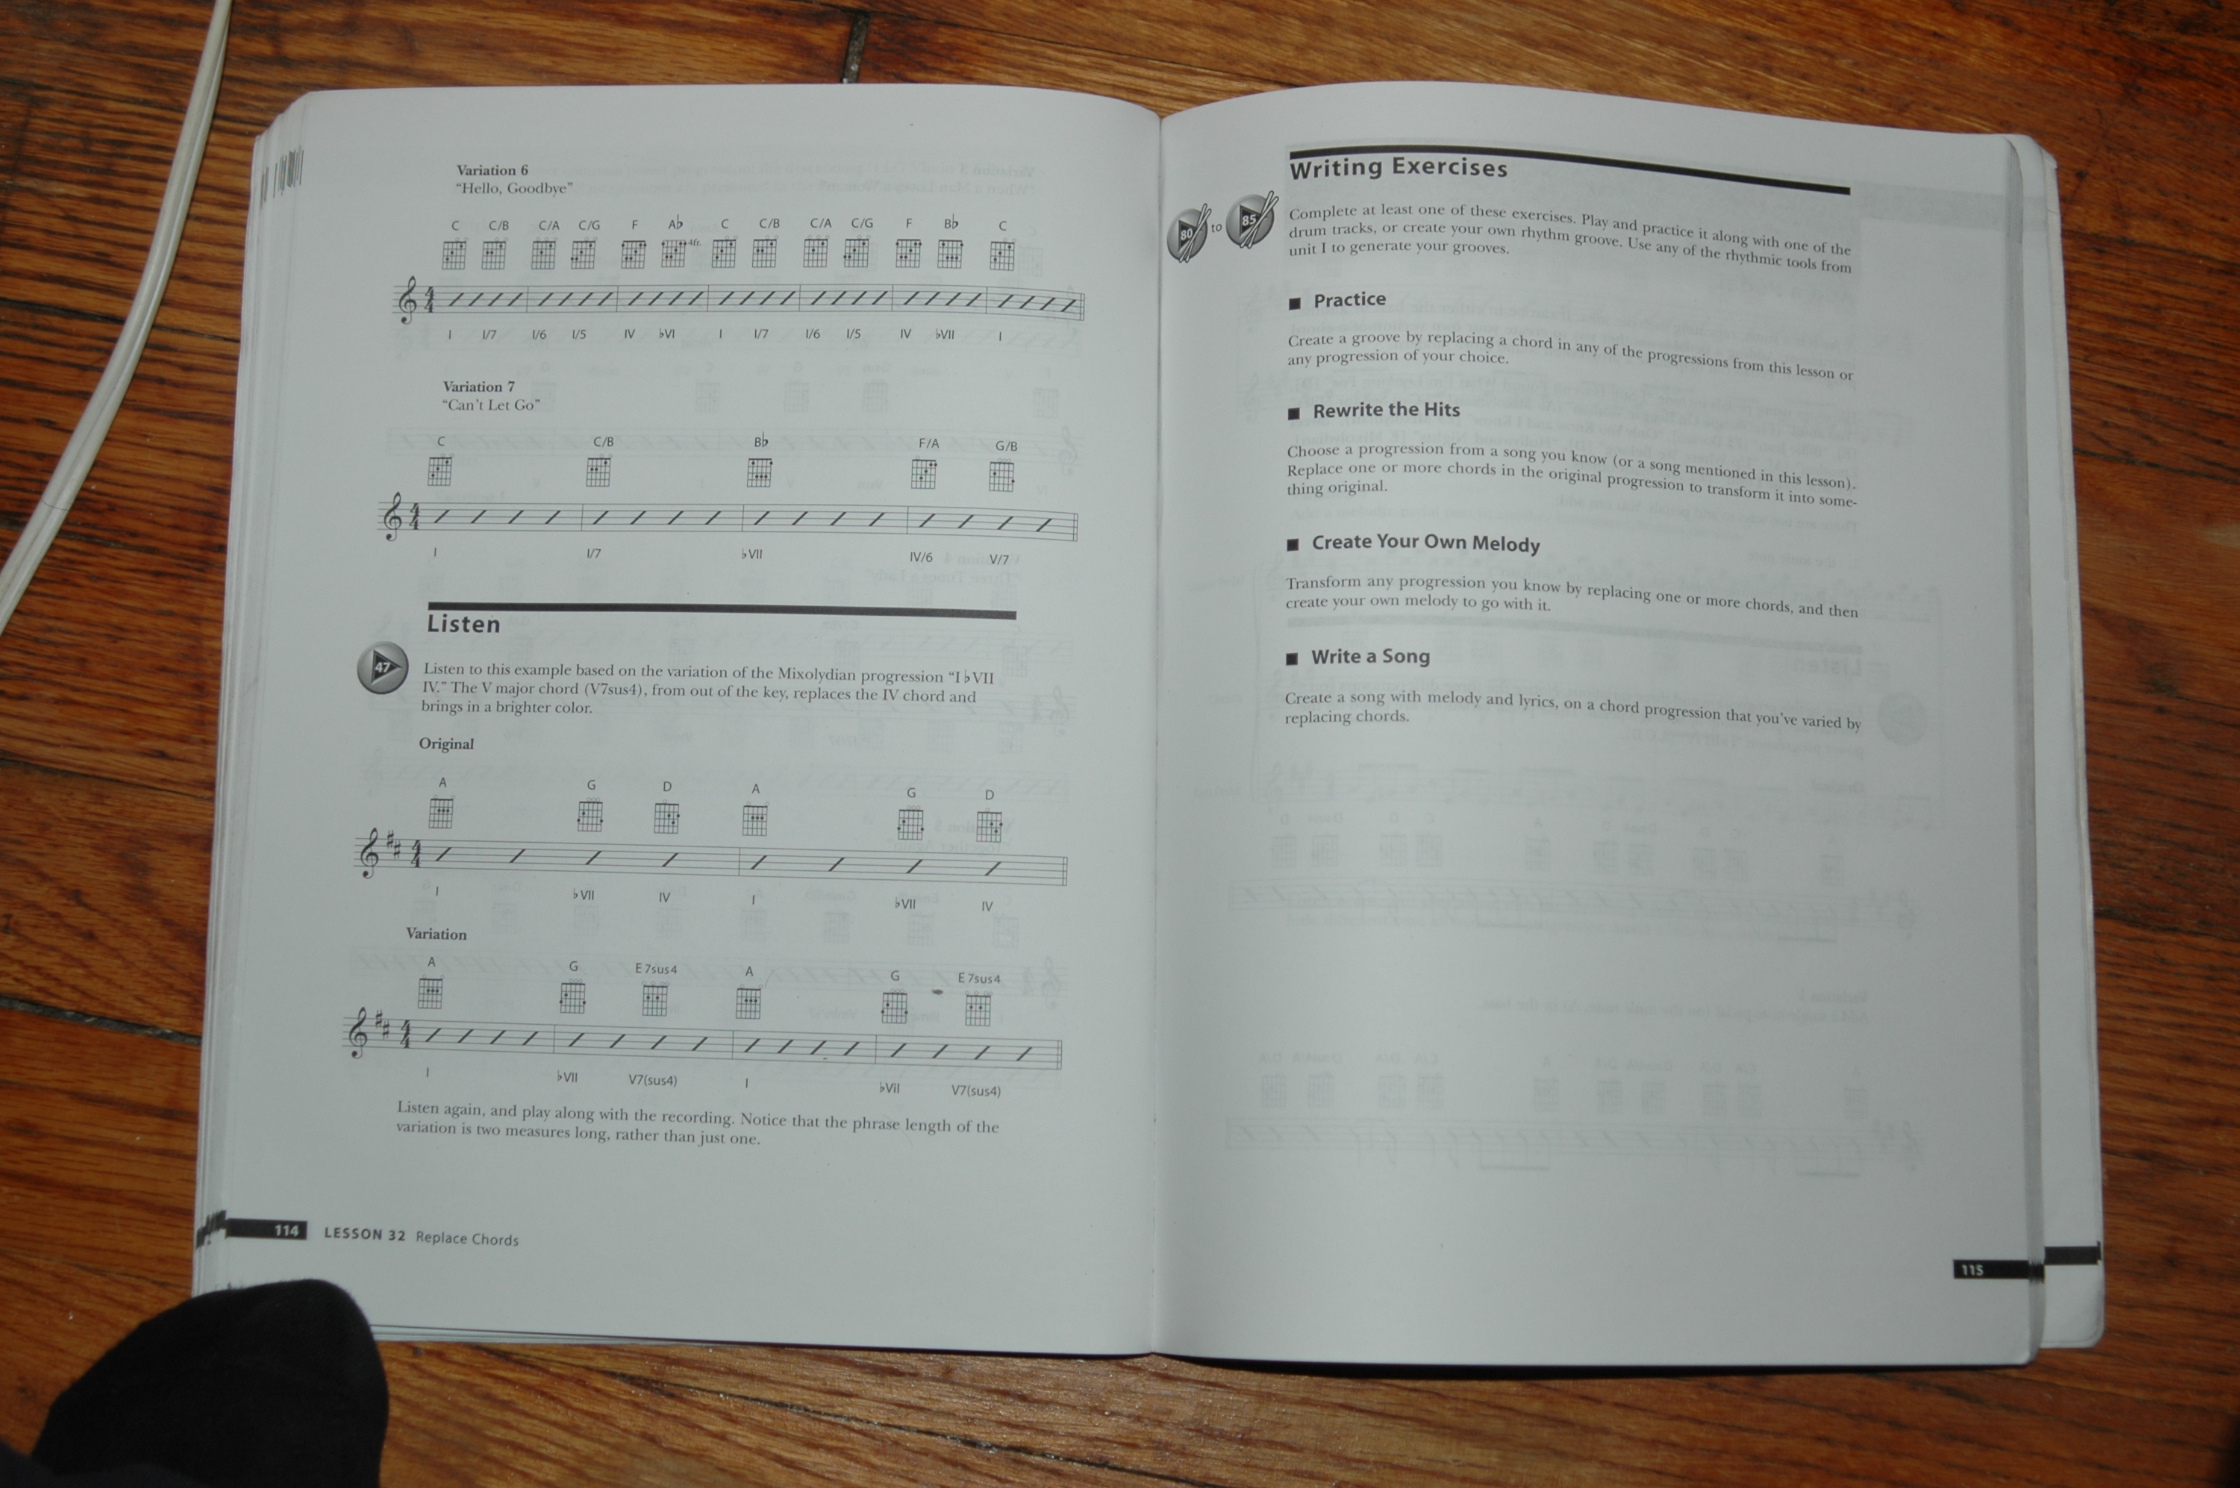 Variation 6
“Hello, Goodbye”
C C/B C/A C/G F A♭ C C/B C/A C/G F B♭ C
4fr.
4
4
I I/7 I/6 I/5 IV ♭VI I I/7 I/6 I/5 IV ♭VII I
Variation 7
“Can’t Let Go”
C C/B B♭ F/A G/B
4
4
I I/7 ♭VII IV/6 V/7
Listen
47
Listen to this example based on the variation of the Mixolydian progression “I ♭VII
IV.” The V major chord (V7sus4), from out of the key, replaces the IV chord and
brings in a brighter color.
Original
A G D A G D
4
4
I ♭VII IV I ♭VII IV
Variation
A G E7sus4 A G E7sus4
4
4
I ♭VII V7(sus4) I ♭VII V7(sus4)
Listen again, and play along with the recording. Notice that the phrase length of the
variation is two measures long, rather than just one.
114 LESSON 32 Replace Chords
Writing Exercises
80 to 85
Complete at least one of these exercises. Play and practice it along with one of the
drum tracks, or create your own rhythm groove. Use any of the rhythmic tools from
unit I to generate your grooves.
■ Practice
Create a groove by replacing a chord in any of the progressions from this lesson or
any progression of your choice.
■ Rewrite the Hits
Choose a progression from a song you know (or a song mentioned in this lesson).
Replace one or more chords in the original progression to transform it into some-
thing original.
■ Create Your Own Melody
Transform any progression you know by replacing one or more chords, and then
create your own melody to go with it.
■ Write a Song
Create a song with melody and lyrics, on a chord progression that you’ve varied by
replacing chords.
115